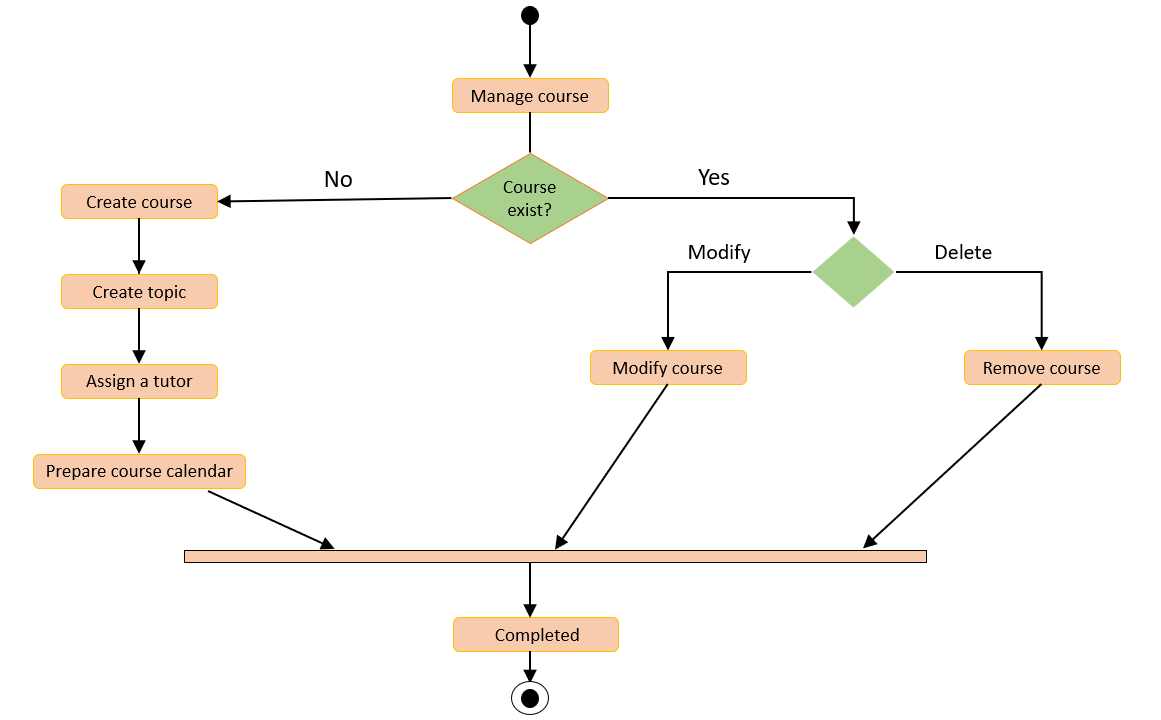 Manage course
No
Course
exist?
Yes
Create course
Modify
Delete
Create topic
Modify course
Remove course
Assign a tutor
Prepare course calendar
Completed